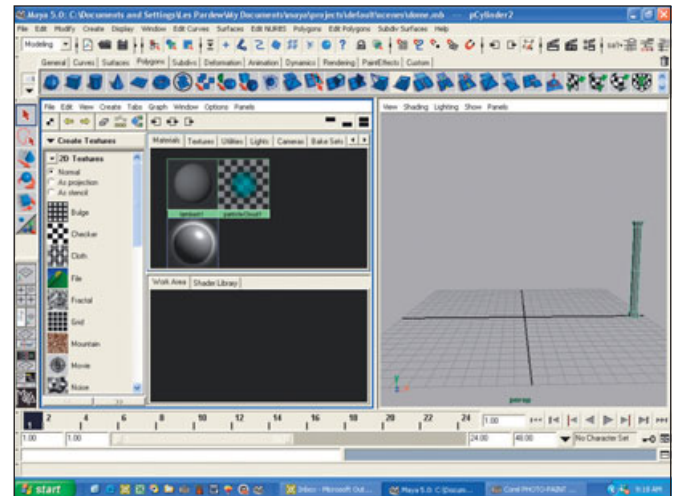 Maya 5.0: C:\Documents and Settings\Les Pardew\My Documents\maya\projects\default\scenes\dome.mb -- pCylinder2
File Edit Modify Create Display Window Edit Curves Surfaces Edit NURBS Polygons Edit Polygons Subdiv Surfaces Help
Modeling
General Curves Surfaces Polygons Subdivs Deformation Animation Dynamics Rendering PaintEffects Custom
File Edit View Create Tabs Graph Window Options Panels
View Shading Lighting Show Panels
Create Textures
Materials Textures Utilities Lights Cameras Bake Sets
2D Textures
Normal
As projection
As stencil
Bulge
Checker
Cloth
File
Fractal
Grid
Mountain
Movie
Noise
lambert1 particleCloud1
Work Area Shader Library
persp
2 4 6 8 10 12 14 16 18 20 22 24 1.00
1.00 1.00 24.00 48.00 No Character Set
start Inbox - Microsoft Out... Maya 5.0: C:\Docum... Corel PHOTO-PAINT ... 9:18 AM